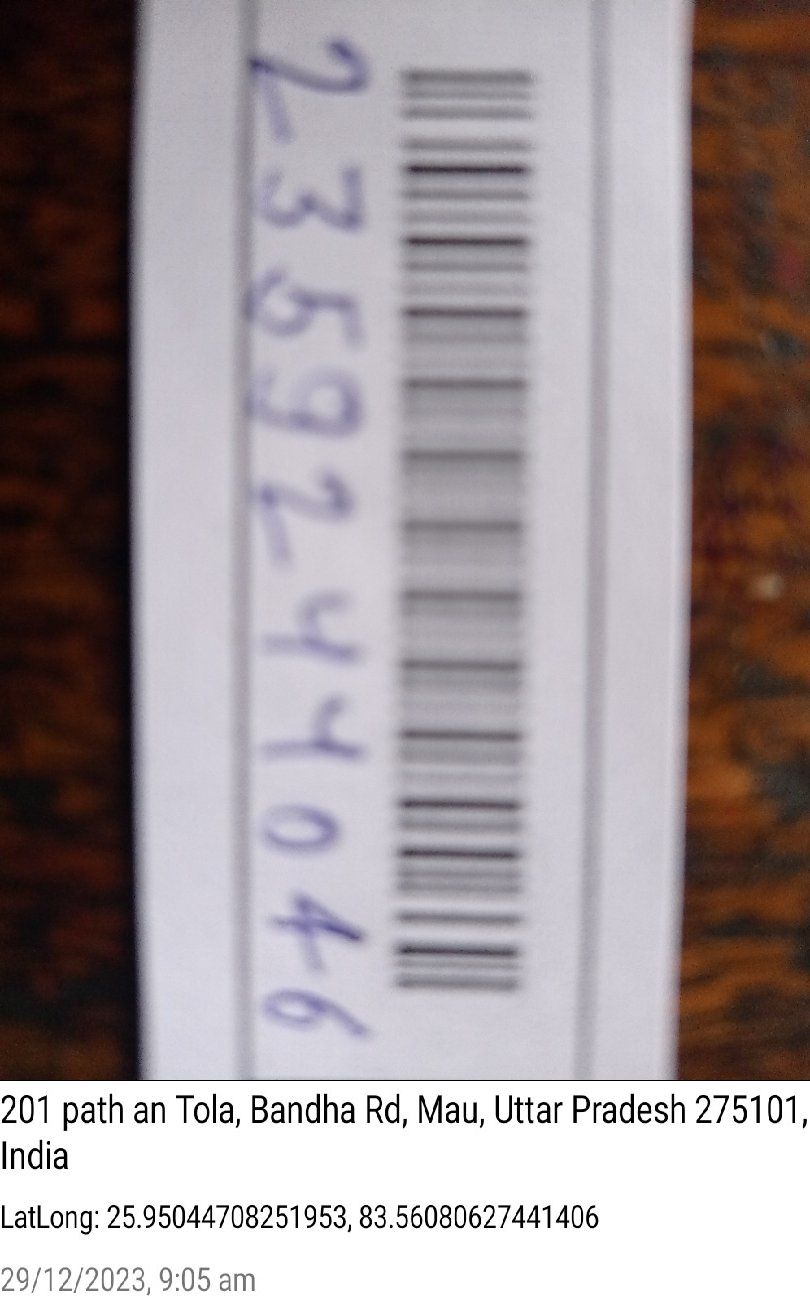 2359244046
201 path an Tola, Bandha Rd, Mau, Uttar Pradesh 275101,
India
LatLong: 25.95044708251953, 83.56080627441406
29/12/2023, 9:05 am